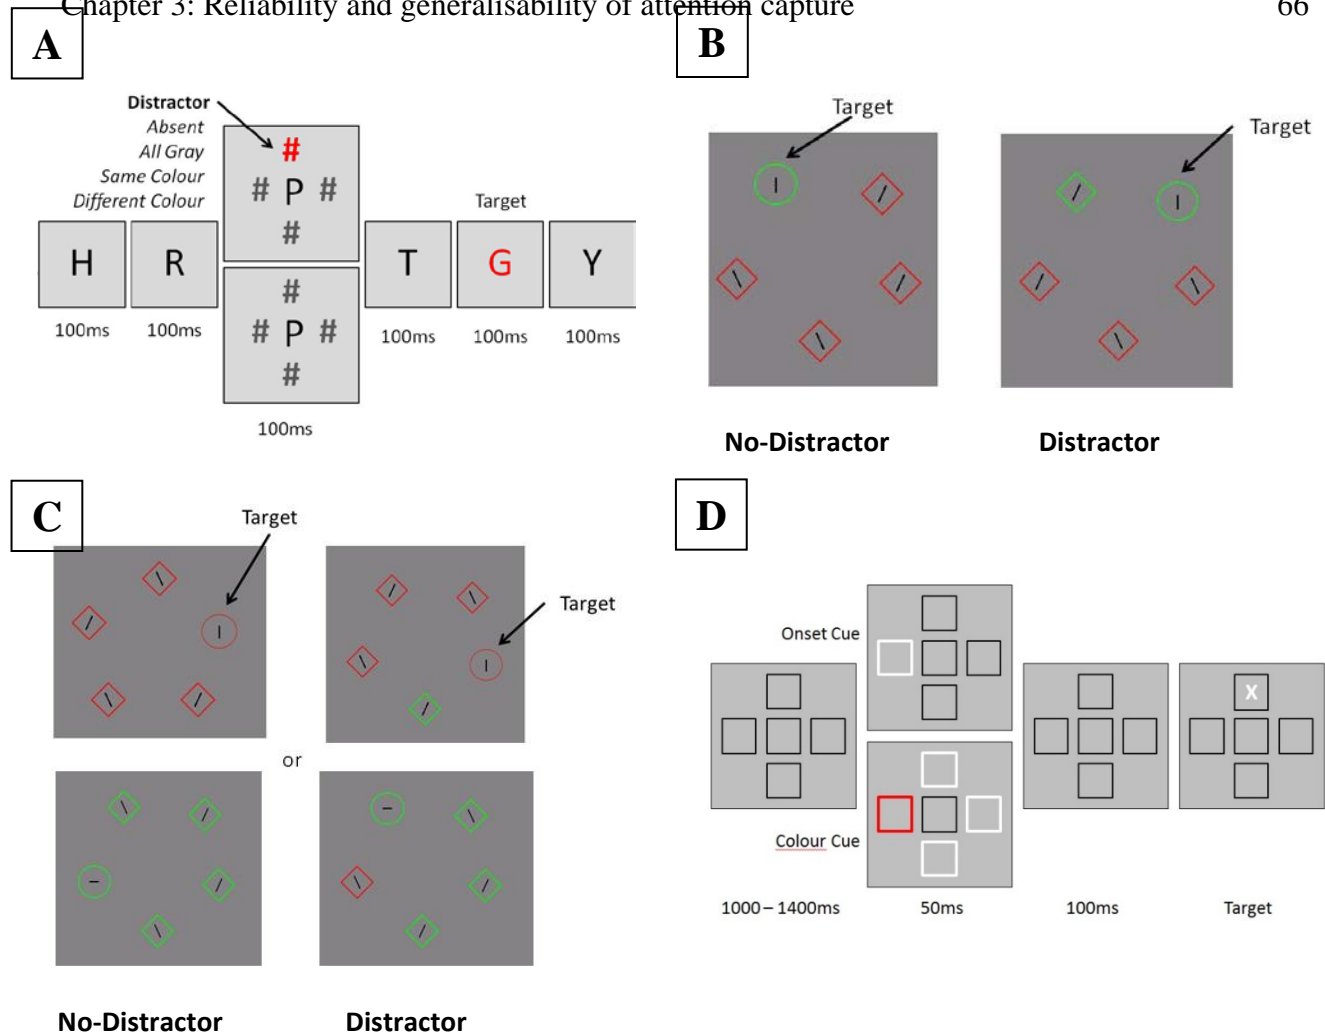 Chapter 3: Reliability and generalisability of attention capture 66
A
Distractor
Absent
All Gray
Same Colour
Different Colour
#
# P #
#
H
R
T
Target
G
Y
#
# P #
#
100ms
100ms
100ms
100ms
100ms
100ms
B
Target
Target
No-Distractor
Distractor
C
Target
Target
or
No-Distractor
Distractor
D
Onset Cue
X
Colour Cue
1000 – 1400ms
50ms
100ms
Target